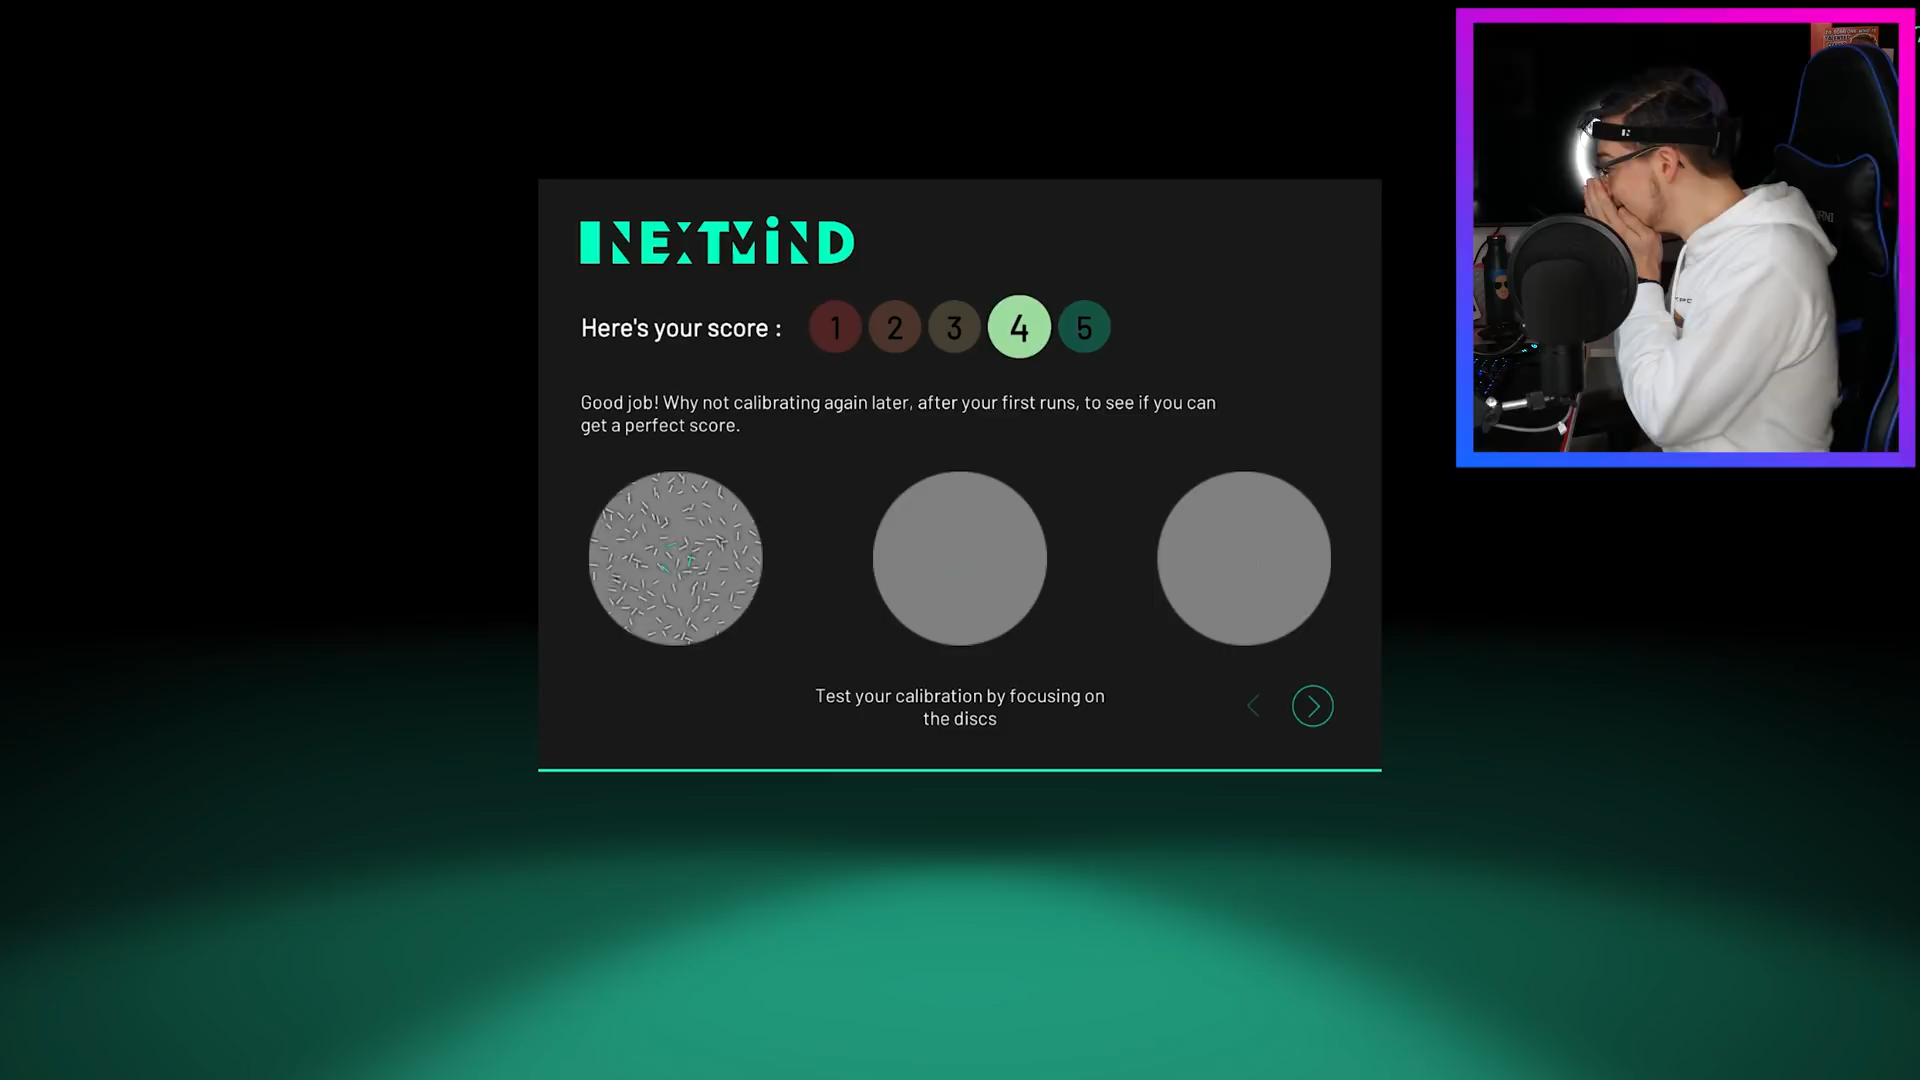 NEXTMIND
Here's your score :
1 2 3 4 5
Good job! Why not calibrating again later, after your first runs, to see if you can
get a perfect score.
Test your calibration by focusing on
the discs